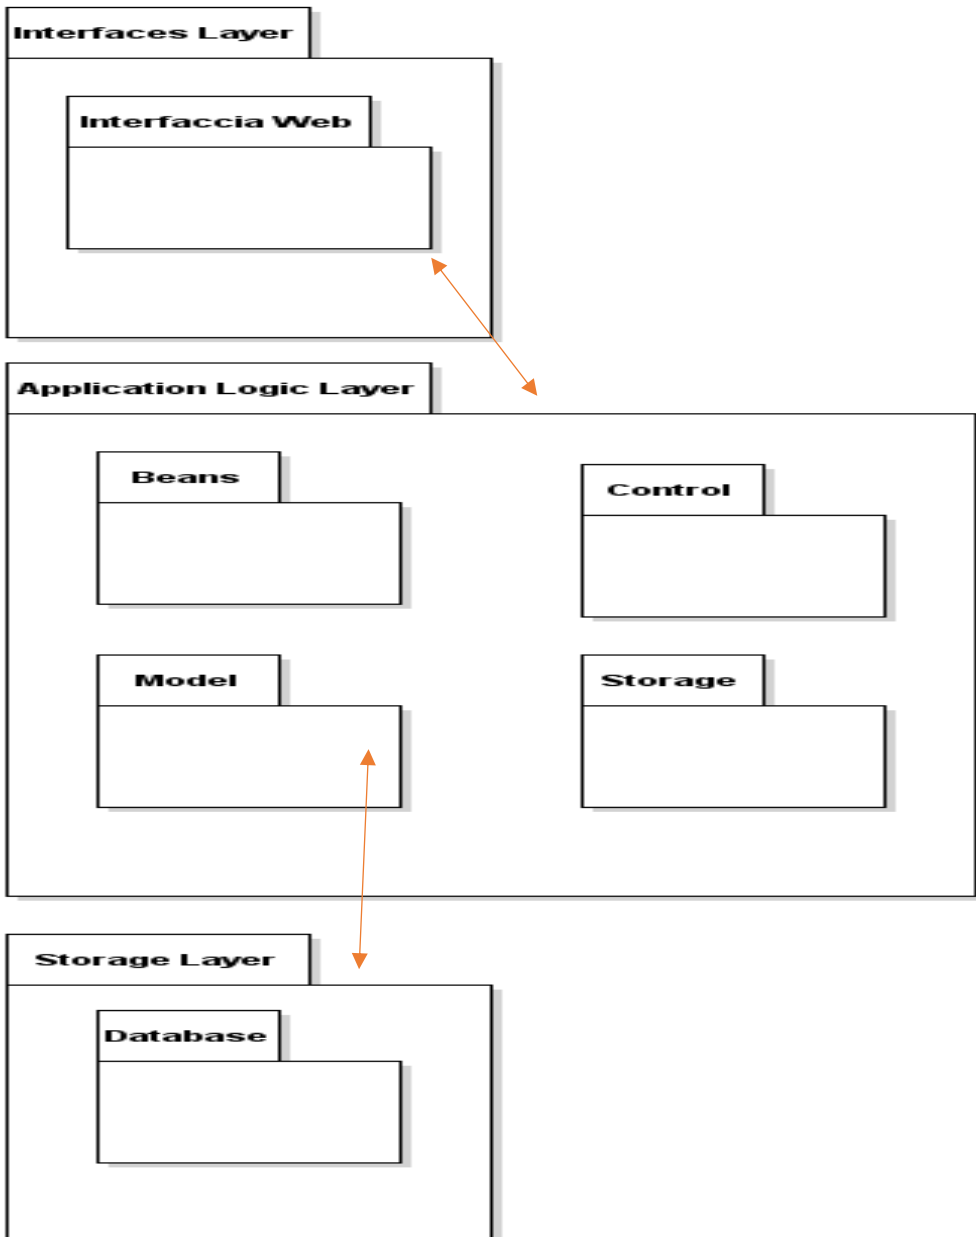 Interfaces Layer
Interfaccia Web
Application Logic Layer
Beans
Control
Model
Storage
Storage Layer
Database